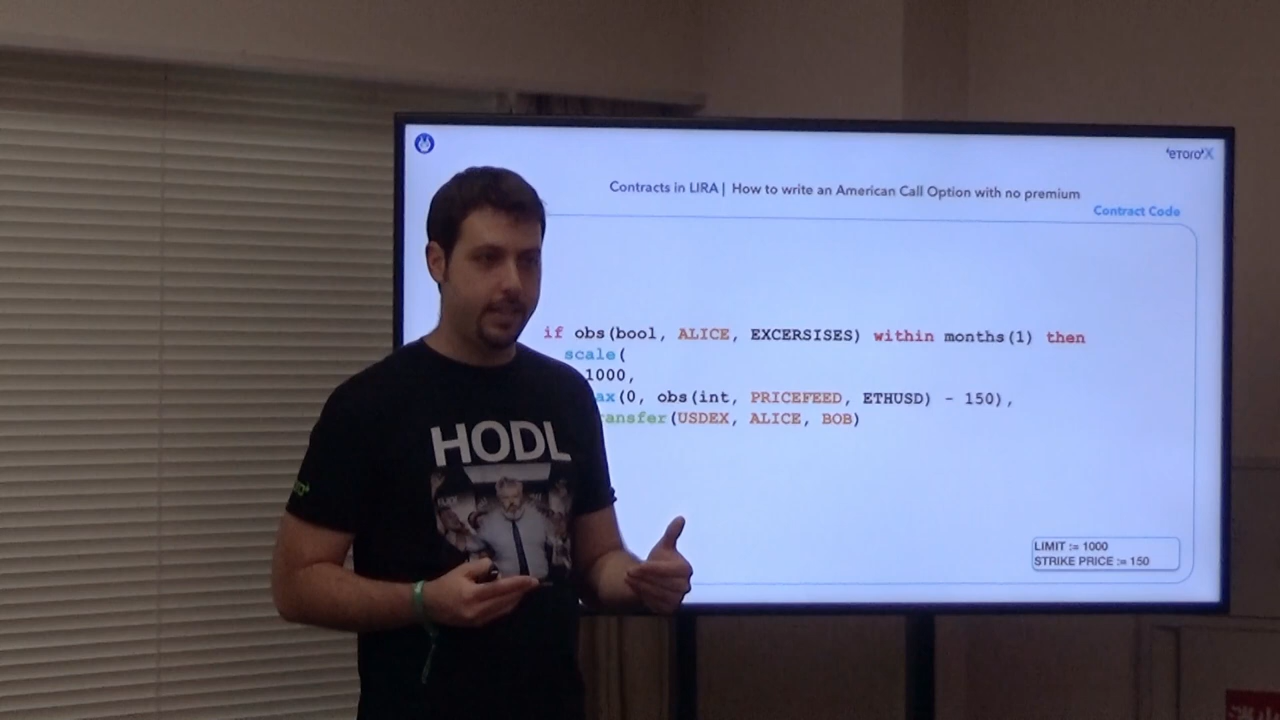 'eToro'X
Contracts in LIRA | How to write an American Call Option with no premium
Contract Code
if obs(bool, ALICE, EXCERSISES) within months(1) then
scale(
1000,
ax(0, obs(int, PRICEFEED, ETHUSD) - 150),
ansfer(USDEX, ALICE, BOB)
LIMIT := 1000
STRIKE PRICE := 150
HODL